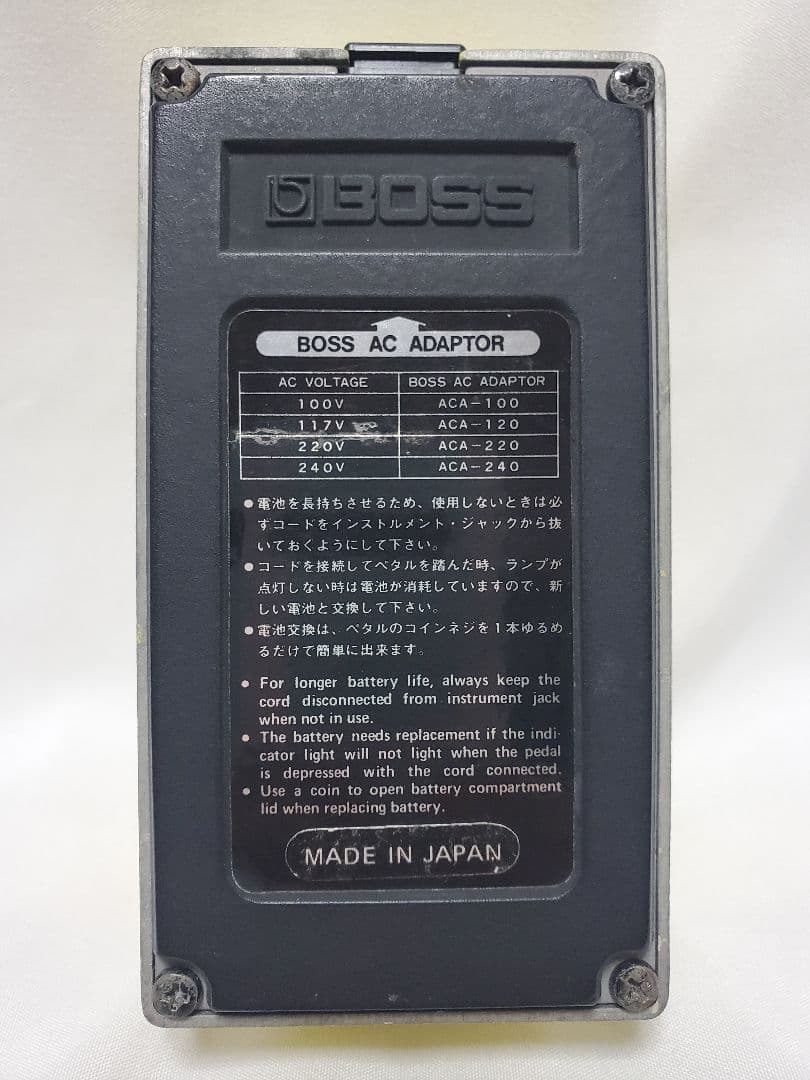 BOSS
BOSS AC ADAPTOR
AC VOLTAGE BOSS AC ADAPTOR
100V ACA-100
117V ACA-120
220V ACA-220
240V ACA-240
●電池を長持ちさせるため、使用しないときは必
ずコードをインストルメント・ジャックから抜
いておくようにして下さい。
●コードを接続してペタルを踏んだ時、ランプが
点灯しない時は電池が消耗していますので、新
しい電池と交換して下さい。
●電池交換は、ペタルのコインネジを1本ゆるめ
るだけで簡単に出来ます。
● For longer battery life, always keep the
cord disconnected from instrument jack
when not in use.
● The battery needs replacement if the indi-
cator light will not light when the pedal
is depressed with the cord connected.
● Use a coin to open battery compartment
lid when replacing battery.
MADE IN JAPAN